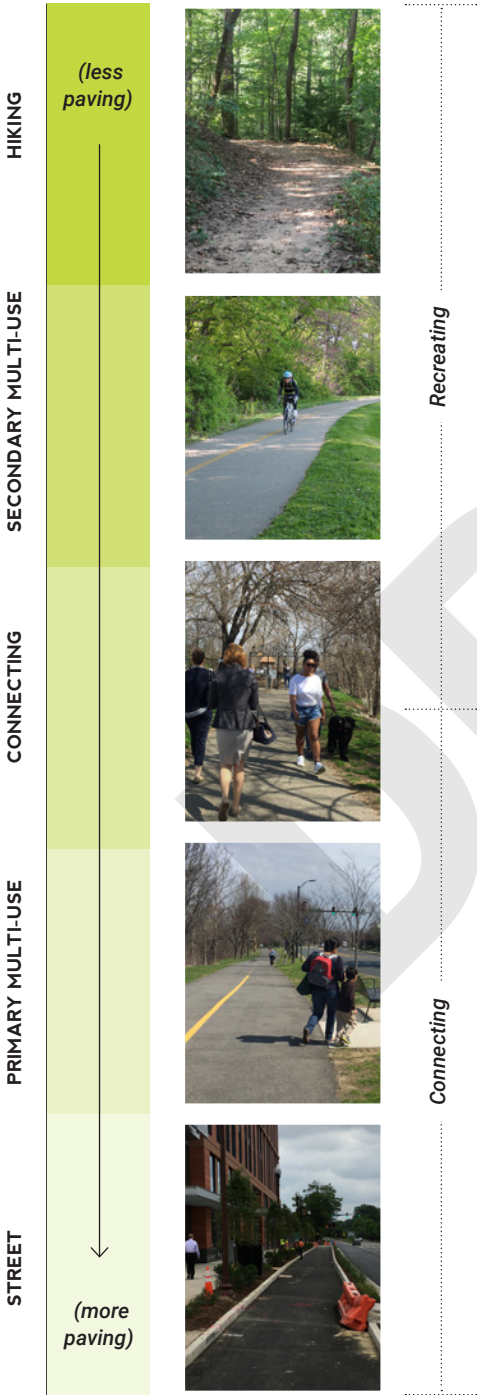 HIKING
(less
paving)
SECONDARY MULTI-USE
Recreating
CONNECTING
PRIMARY MULTI-USE
Connecting
STREET
(more
paving)